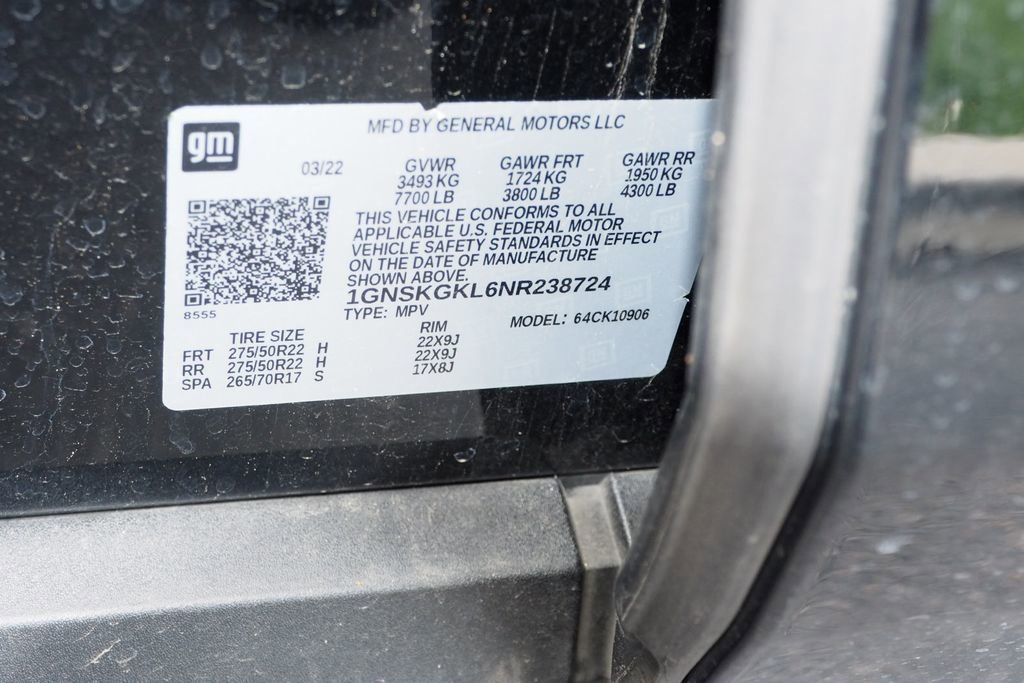 gm
MFD BY GENERAL MOTORS LLC
03/22 GVWR GAWR FRT GAWR RR
3493 KG 1724 KG 1950 KG
7700 LB 3800 LB 4300 LB
THIS VEHICLE CONFORMS TO ALL
APPLICABLE U.S. FEDERAL MOTOR
VEHICLE SAFETY STANDARDS IN EFFECT
ON THE DATE OF MANUFACTURE
SHOWN ABOVE.
1GNSKGKL6NR238724
8555
TYPE: MPV MODEL: 64CK10906
TIRE SIZE RIM
FRT 275/50R22 H 22X9J
RR 275/50R22 H 22X9J
SPA 265/70R17 S 17X8J